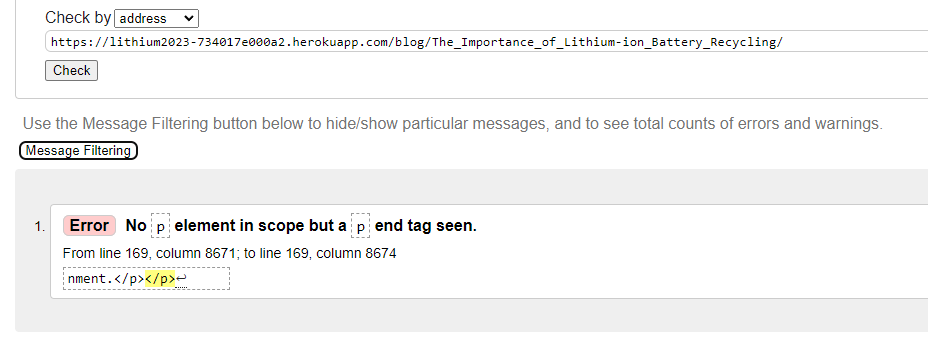 Check by address
https://lithium2023-734017e000a2.herokuapp.com/blog/The_Importance_of_Lithium-ion_Battery_Recycling/
Check
Use the Message Filtering button below to hide/show particular messages, and to see total counts of errors and warnings.
Message Filtering
1. Error No p element in scope but a p end tag seen.
From line 169, column 8671; to line 169, column 8674
nment.</p></p>↩